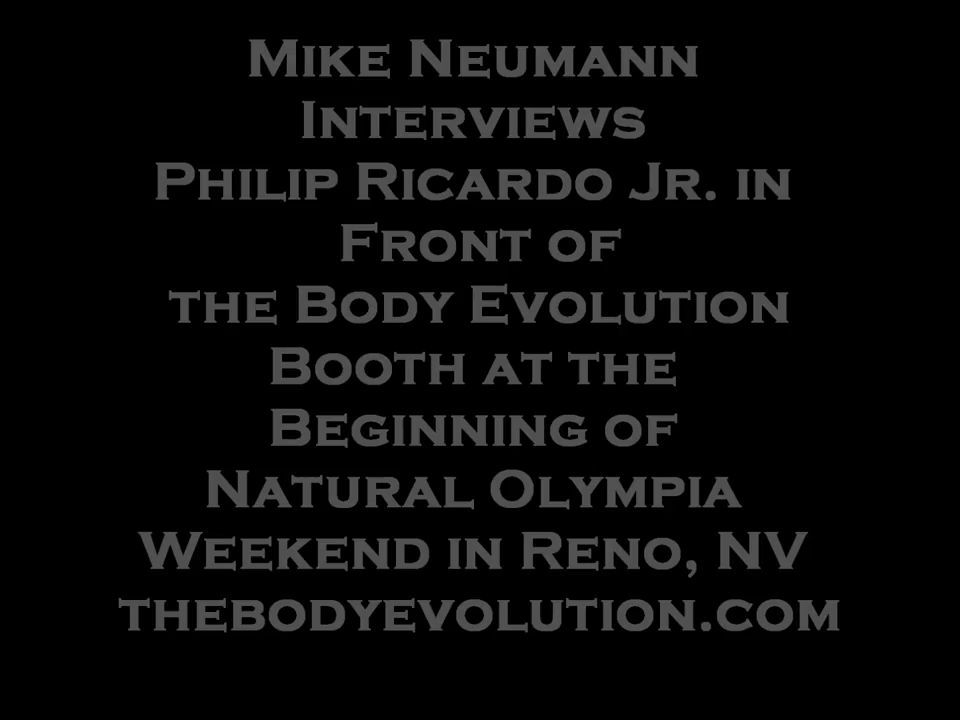 Mike Neumann
Interviews
Philip Ricardo Jr. in
Front of
the Body Evolution
Booth at the
Beginning of
Natural Olympia
Weekend in Reno, NV
thebodyevolution.com